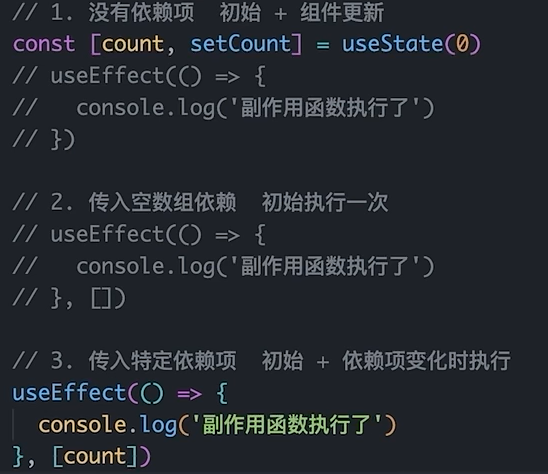 // 1. 没有依赖项  初始 + 组件更新
const [count, setCount] = useState(0)
// useEffect(() => {
//   console.log('副作用函数执行了')
// })
// 2. 传入空数组依赖  初始执行一次
// useEffect(() => {
//   console.log('副作用函数执行了')
// }, [])
// 3. 传入特定依赖项  初始 + 依赖项变化时执行
useEffect(() => {
  console.log('副作用函数执行了')
}, [count])